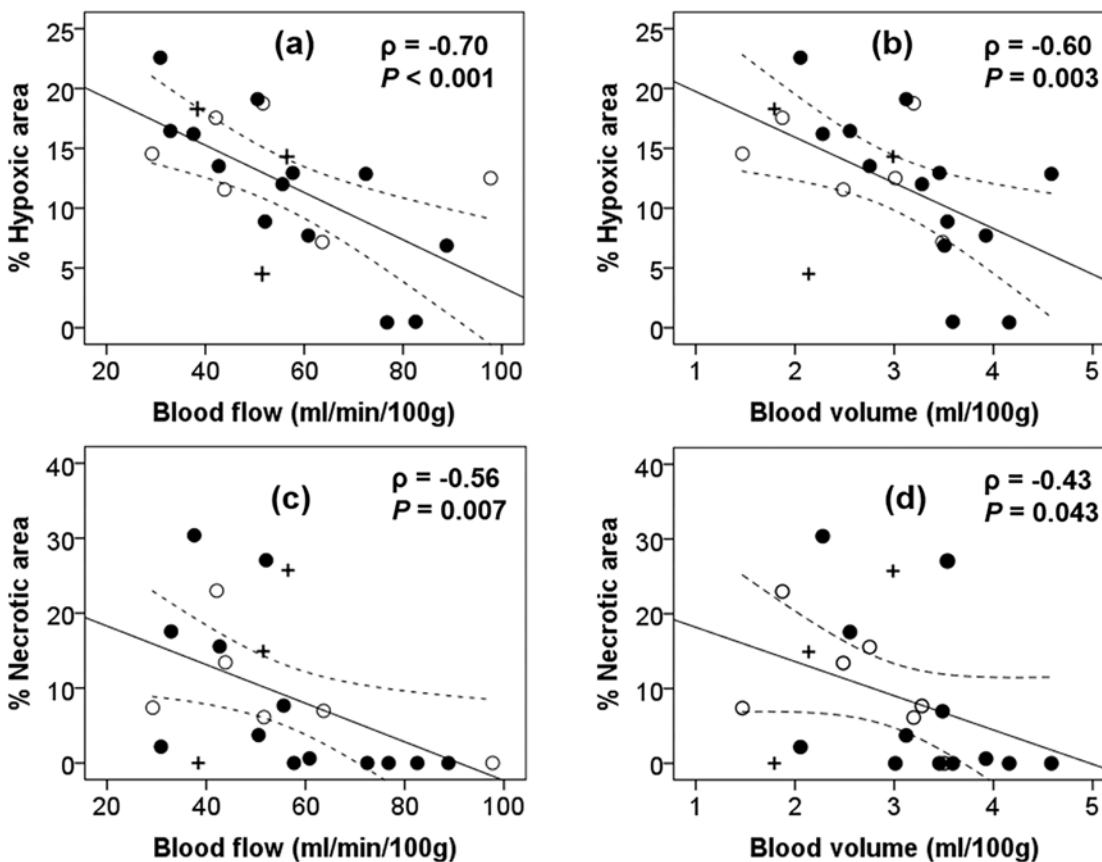 (a)
ρ = -0.70
P < 0.001
% Hypoxic area
25
20
15
10
5
0
20 40 60 80 100
Blood flow (ml/min/100g)
(b)
ρ = -0.60
P = 0.003
% Hypoxic area
25
20
15
10
5
0
1 2 3 4 5
Blood volume (ml/100g)
(c)
ρ = -0.56
P = 0.007
% Necrotic area
40
30
20
10
0
20 40 60 80 100
Blood flow (ml/min/100g)
(d)
ρ = -0.43
P = 0.043
% Necrotic area
40
30
20
10
0
1 2 3 4 5
Blood volume (ml/100g)